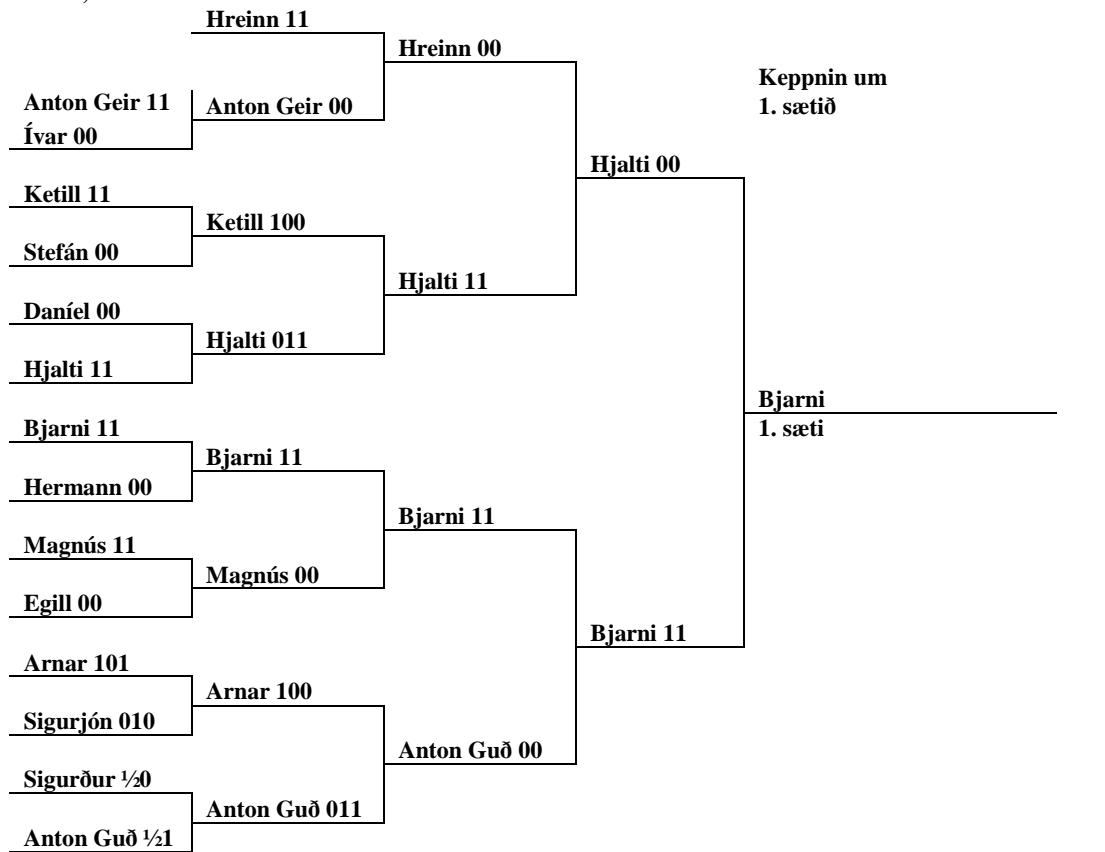 Hreinn 11
Hreinn 00
Keppnin um
1. sætið
Anton Geir 11
Anton Geir 00
Ívar 00
Hjalti 00
Ketill 11
Ketill 100
Stefán 00
Hjalti 11
Daníel 00
Hjalti 011
Hjalti 11
Bjarni
1. sæti
Bjarni 11
Bjarni 11
Hermann 00
Bjarni 11
Magnús 11
Magnús 00
Egill 00
Bjarni 11
Arnar 101
Arnar 100
Sigurjón 010
Anton Guð 00
Sigurður ½0
Anton Guð 011
Anton Guð ½1